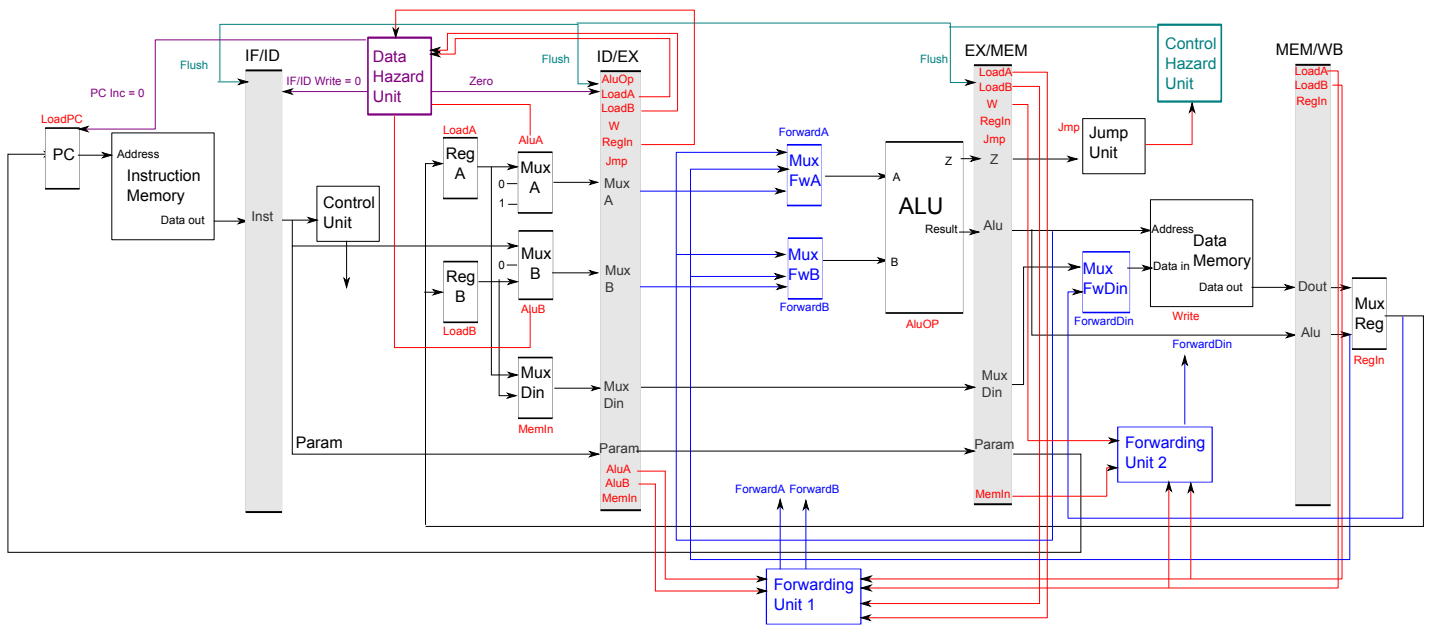 IF/ID
ID/EX
EX/MEM
MEM/WB
Flush
Flush
Flush
Data
Hazard
Unit
Control
Hazard
Unit
IF/ID Write = 0
Zero
PC Inc = 0
LoadPC
PC
Address
Instruction
Memory
Data out
Inst
Control
Unit
LoadA
Reg
A
Reg
B
LoadB
AluA
Mux
A
0
1
Mux
B
0
AluB
Mux
Din
MemIn
Param
AluOp
LoadA
LoadB
W
RegIn
Jmp
Mux
A
Mux
B
Mux
Din
Param
AluA
AluB
MemIn
ForwardA
Mux
FwA
Mux
FwB
ForwardB
A
Z
ALU
Result
B
AluOP
LoadA
LoadB
W
RegIn
Jmp
Z
Alu
Mux
Din
Param
MemIn
Jmp
Jump
Unit
Mux
FwDin
ForwardDin
Address
Data
Memory
Data in
Data out
Write
LoadA
LoadB
RegIn
Dout
Alu
Mux
Reg
RegIn
ForwardDin
Forwarding
Unit 2
ForwardA
ForwardB
Forwarding
Unit 1